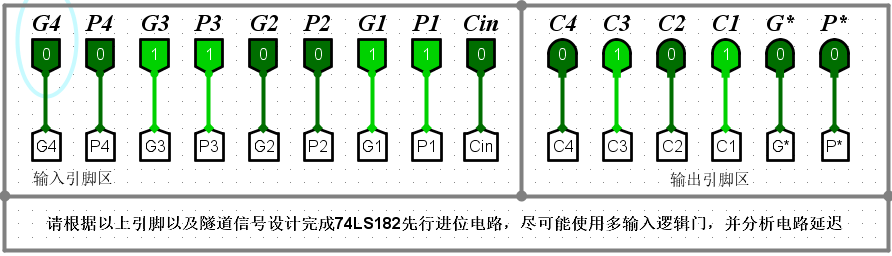 G4 P4 G3 P3 G2 P2 G1 P1 Cin C4 C3 C2 C1 G* P*
0 0 1 1 0 0 1 1 0 0 1 0 1 0 0
G4 P4 G3 P3 G2 P2 G1 P1 Cin C4 C3 C2 C1 G* P*
输入引脚区 输出引脚区
请根据以上引脚以及隧道信号设计完成74LS182先行进位电路，尽可能使用多输入逻辑门，并分析电路延迟